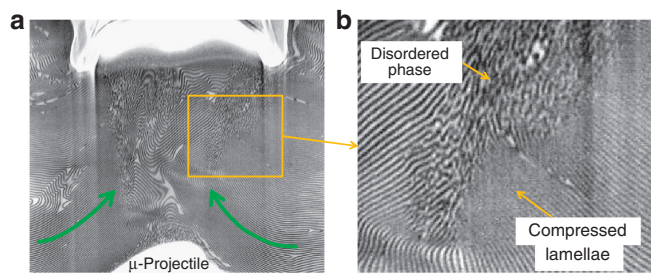 a
b
Disordered
phase
Compressed
lamellae
μ-Projectile